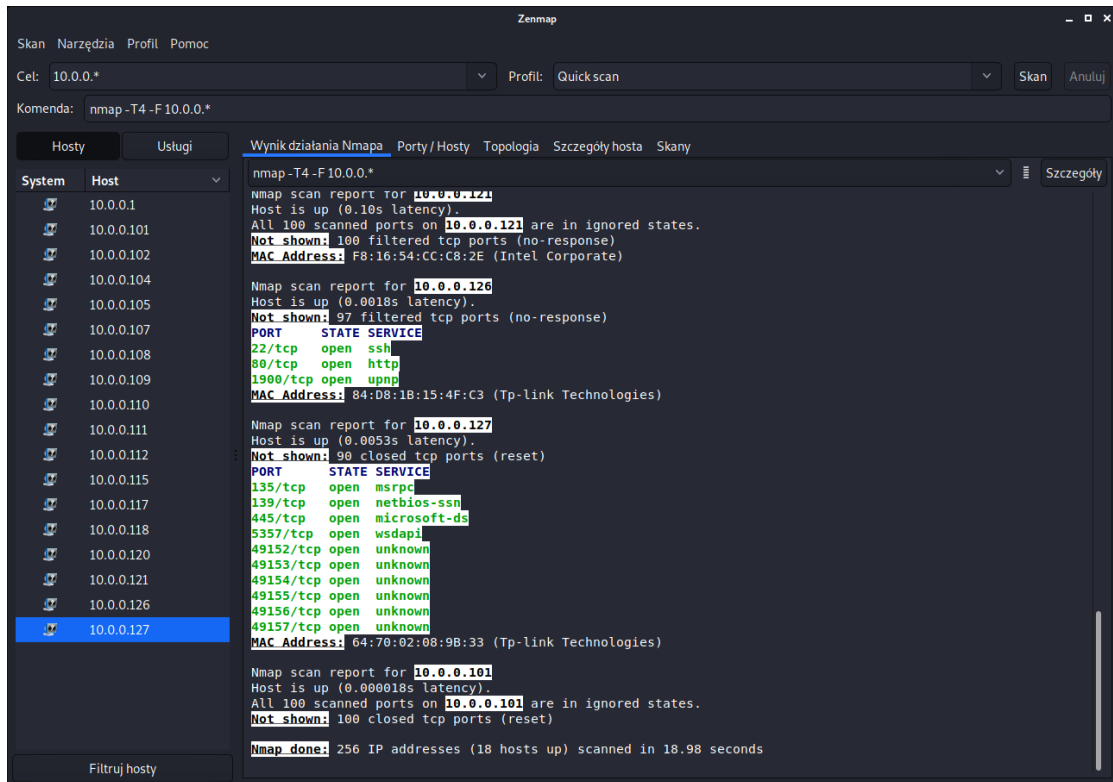 Zenmap
Skan Narzędzia Profil Pomoc
Cel: 10.0.0.* Profil: Quick scan Skan Anuluj
Komenda: nmap -T4 -F 10.0.0.*
Hosty Usługi
Wynik działania Nmapa Porty / Hosty Topologia Szczegóły hosta Skany
nmap -T4 -F 10.0.0.* Szczegóły
System Host
10.0.0.1
10.0.0.101
10.0.0.102
10.0.0.104
10.0.0.105
10.0.0.107
10.0.0.108
10.0.0.109
10.0.0.110
10.0.0.111
10.0.0.112
10.0.0.115
10.0.0.117
10.0.0.118
10.0.0.120
10.0.0.121
10.0.0.126
10.0.0.127
Filtruj hosty
Nmap scan report for 10.0.0.121
Host is up (0.10s latency).
All 100 scanned ports on 10.0.0.121 are in ignored states.
Not shown: 100 filtered tcp ports (no-response)
MAC Address: F8:16:54:CC:C8:2E (Intel Corporate)
Nmap scan report for 10.0.0.126
Host is up (0.0018s latency).
Not shown: 97 filtered tcp ports (no-response)
PORT STATE SERVICE
22/tcp open ssh
80/tcp open http
1900/tcp open upnp
MAC Address: 84:D8:1B:15:4F:C3 (Tp-link Technologies)
Nmap scan report for 10.0.0.127
Host is up (0.0053s latency).
Not shown: 90 closed tcp ports (reset)
PORT STATE SERVICE
135/tcp open msrpc
139/tcp open netbios-ssn
445/tcp open microsoft-ds
5357/tcp open wsdapi
49152/tcp open unknown
49153/tcp open unknown
49154/tcp open unknown
49155/tcp open unknown
49156/tcp open unknown
49157/tcp open unknown
MAC Address: 64:70:02:08:9B:33 (Tp-link Technologies)
Nmap scan report for 10.0.0.101
Host is up (0.000018s latency).
All 100 scanned ports on 10.0.0.101 are in ignored states.
Not shown: 100 closed tcp ports (reset)
Nmap done: 256 IP addresses (18 hosts up) scanned in 18.98 seconds